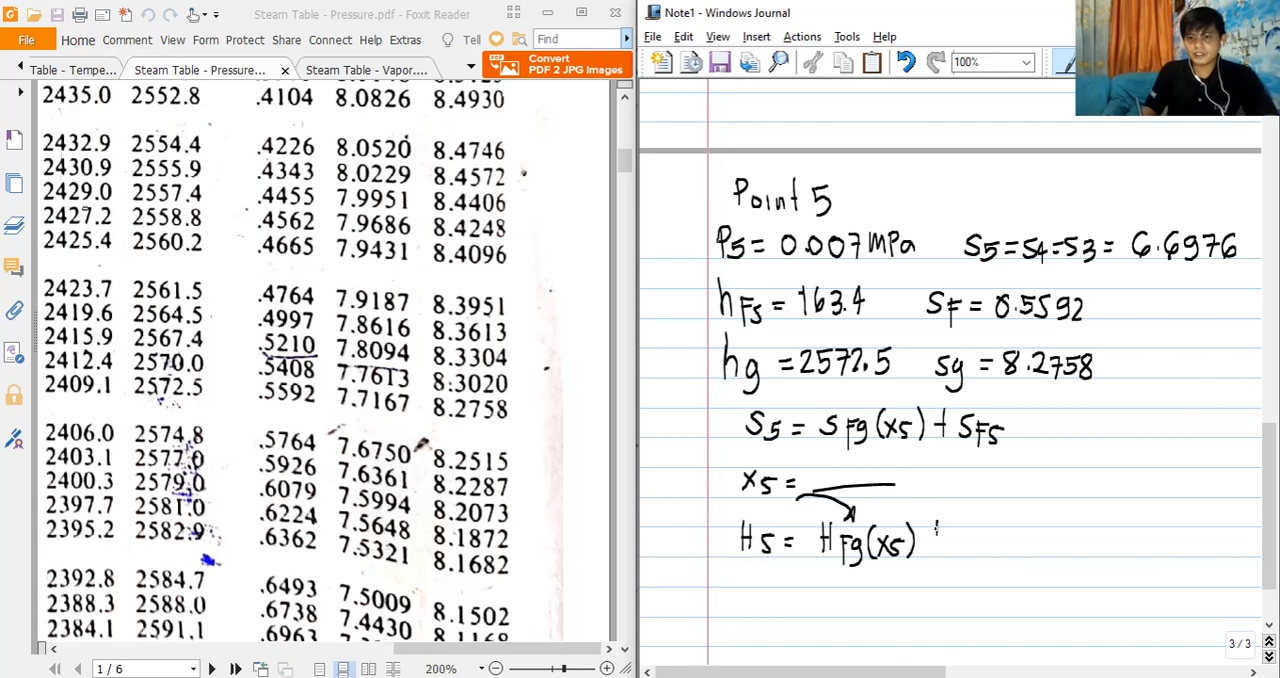 Steam Table - Pressure.pdf - Foxit Reader
File Home Comment View Form Protect Share Connect Help Extras Tell Find
Convert
PDF 2 JPG Images
Table - Tempe... Steam Table - Pressure... Steam Table - Vapor....
2435.0 2552.8 .4104 8.0826 8.4930
2432.9 2554.4 .4226 8.0520 8.4746
2430.9 2555.9 .4343 8.0229 8.4572
2429.0 2557.4 .4455 7.9951 8.4406
2427.2 2558.8 .4562 7.9686 8.4248
2425.4 2560.2 .4665 7.9431 8.4096
2423.7 2561.5 .4764 7.9187 8.3951
2419.6 2564.5 .4997 7.8616 8.3613
2415.9 2567.4 .5210 7.8094 8.3304
2412.4 2570.0 .5408 7.7613 8.3020
2409.1 2572.5 .5592 7.7167 8.2758
2406.0 2574.8 .5764 7.6750 8.2515
2403.1 2577.0 .5926 7.6361 8.2287
2400.3 2579.0 .6079 7.5994 8.2073
2397.7 2581.0 .6224 7.5648 8.1872
2395.2 2582.9 .6362 7.5321 8.1682
2392.8 2584.7 .6493 7.5009 8.1502
2388.3 2588.0 .6738 7.4430
2384.1 2591.1 .6963
1 / 6 200%
Note1 - Windows Journal
File Edit View Insert Actions Tools Help
100%
Point 5
P5 = 0.007 MPa S5 = S4 = S3 = 6.6976
hF5 = 163.4 SF = 0.5592
hg = 2572.5 Sg = 8.2758
S5 = SFg(x5) + SF5
x5 =
H5 = HFg(x5)
3 / 3